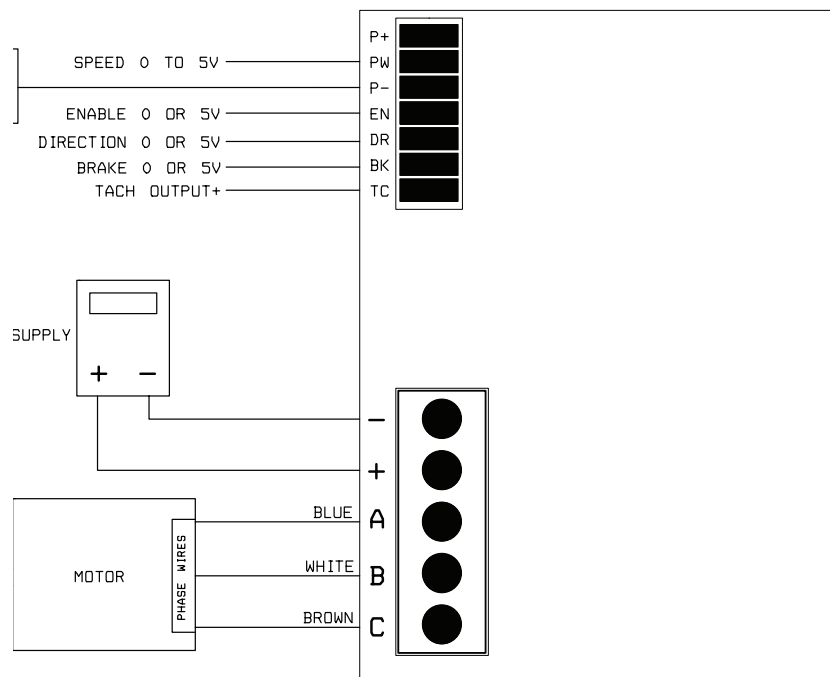 P+
SPEED 0 TO 5V PW
P-
ENABLE 0 OR 5V EN
DIRECTION 0 OR 5V DR
BRAKE 0 OR 5V BK
TACH OUTPUT+ TC
SUPPLY
+ -
-
+
BLUE A
MOTOR PHASE WIRES WHITE B
BROWN C